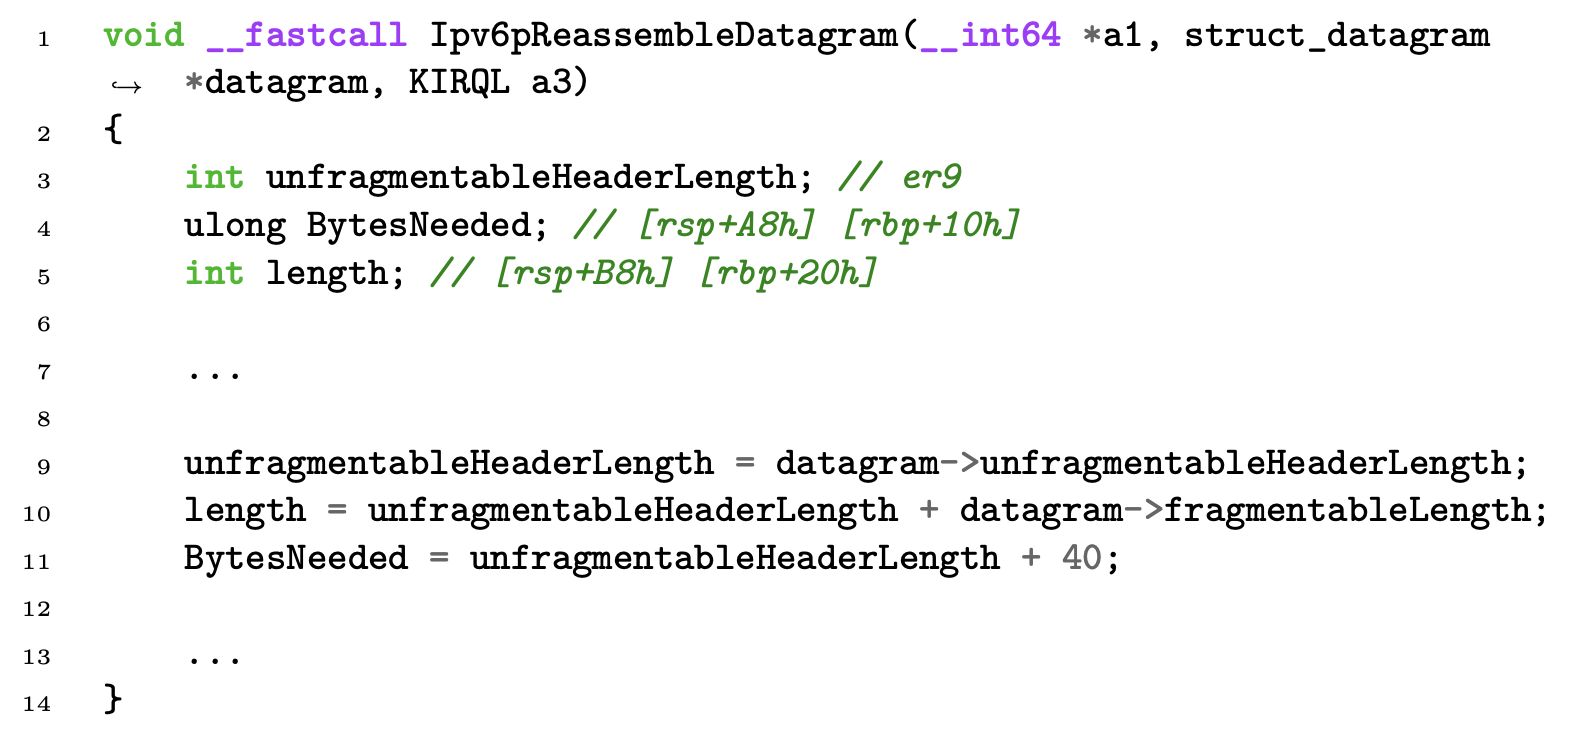 1 void __fastcall Ipv6pReassembleDatagram(__int64 *a1, struct_datagram
↪ *datagram, KIRQL a3)
2 {
3 int unfragmentableHeaderLength; // er9
4 ulong BytesNeeded; // [rsp+A8h] [rbp+10h]
5 int length; // [rsp+B8h] [rbp+20h]
6
7 ...
8
9 unfragmentableHeaderLength = datagram->unfragmentableHeaderLength;
10 length = unfragmentableHeaderLength + datagram->fragmentableLength;
11 BytesNeeded = unfragmentableHeaderLength + 40;
12
13 ...
14 }